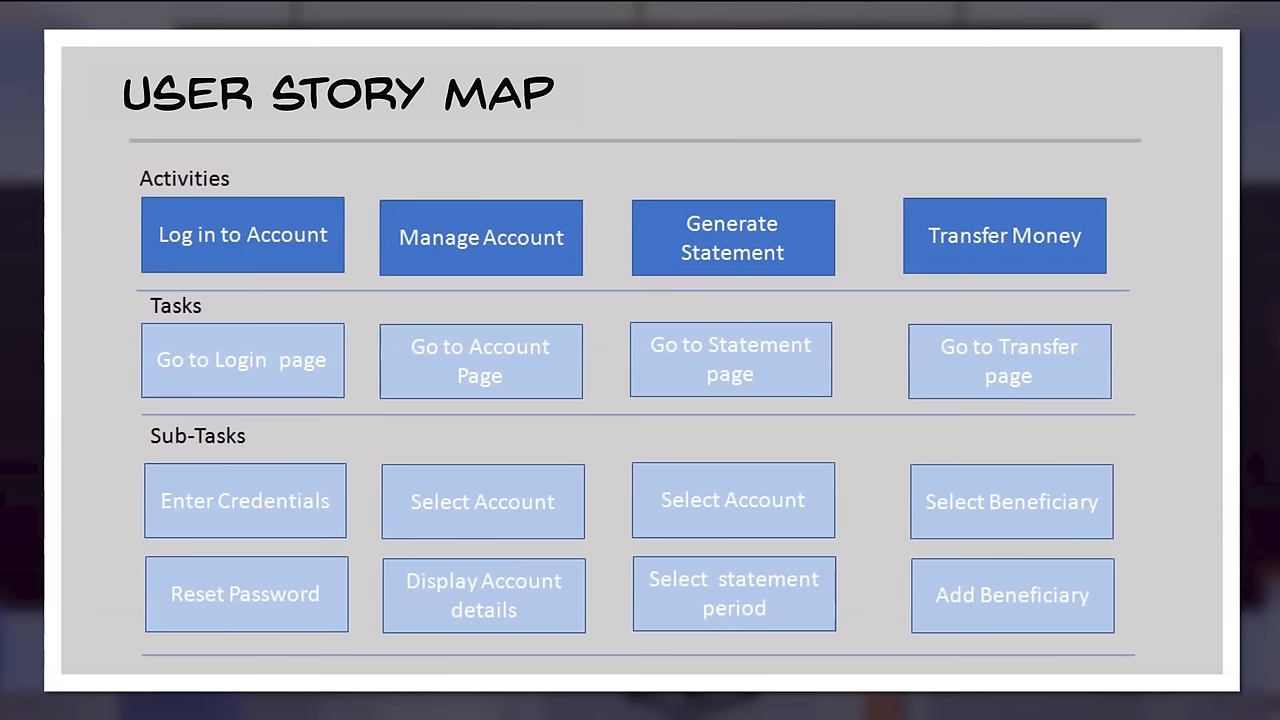 USER STORY MAP
Activities
Log in to Account
Manage Account
Generate
Statement
Transfer Money
Tasks
Go to Login page
Go to Account
Page
Go to Statement
page
Go to Transfer
page
Sub-Tasks
Enter Credentials
Select Account
Select Account
Select Beneficiary
Reset Password
Display Account
details
Select statement
period
Add Beneficiary